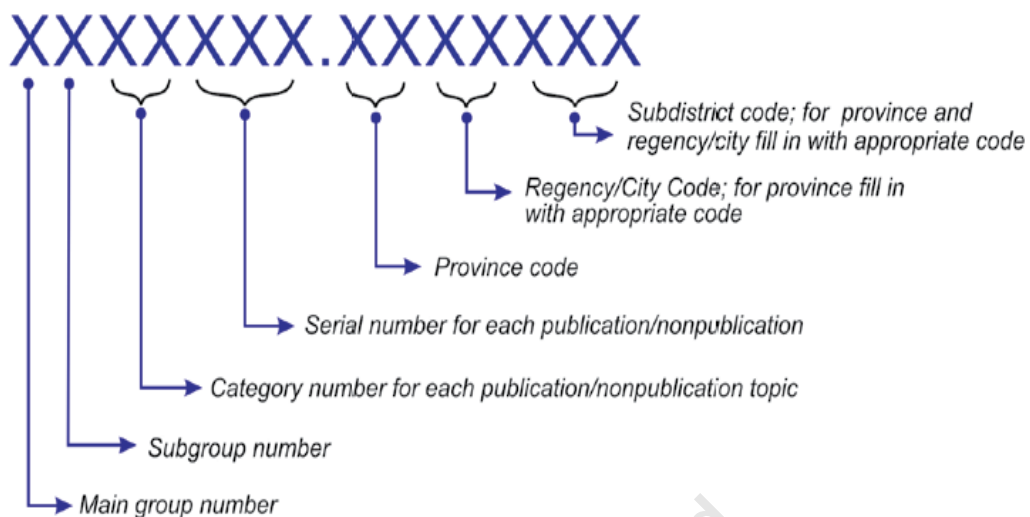 XXXXXXX.XXXXXXX
Subdistrict code; for province and
regency/city fill in with appropriate code
Regency/City Code; for province fill in
with appropriate code
Province code
Serial number for each publication/nonpublication
Category number for each publication/nonpublication topic
Subgroup number
Main group number